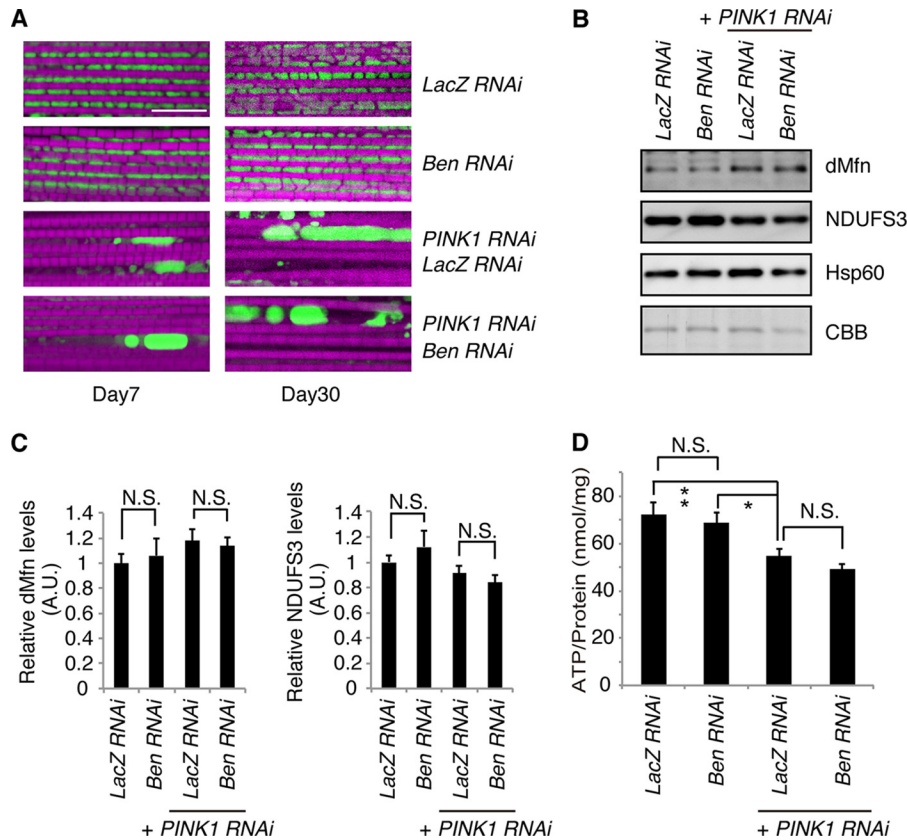 A
LacZ RNAi
Ben RNAi
PINK1 RNAi
LacZ RNAi
PINK1 RNAi
Ben RNAi
Day7
Day30
B
+ PINK1 RNAi
LacZ RNAi
Ben RNAi
LacZ RNAi
Ben RNAi
dMfn
NDUFS3
Hsp60
CBB
C
Relative dMfn levels
(A.U.)
1.4
1.2
1
0.8
0.6
0.4
0.2
0
N.S.
N.S.
LacZ RNAi
Ben RNAi
LacZ RNAi
Ben RNAi
+ PINK1 RNAi
Relative NDUFS3 levels
(A.U.)
1.4
1.2
1
0.8
0.6
0.4
0.2
0
N.S.
N.S.
LacZ RNAi
Ben RNAi
LacZ RNAi
Ben RNAi
+ PINK1 RNAi
D
ATP/Protein (nmol/mg)
80
60
40
20
0
N.S.
*
*
*
N.S.
LacZ RNAi
Ben RNAi
LacZ RNAi
Ben RNAi
+ PINK1 RNAi